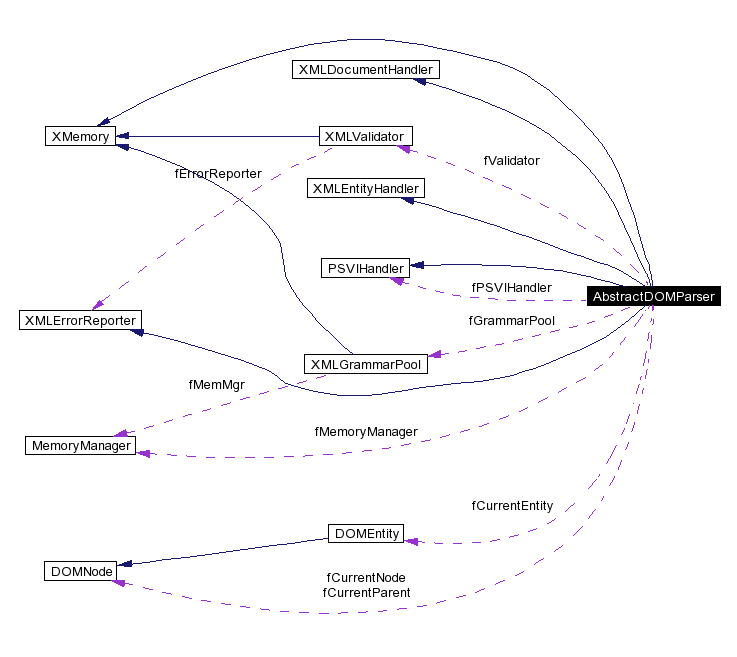 XMLDocumentHandler
XMemory
XMLValidator
fValidator
fErrorReporter
XMLEntityHandler
PSVIHandler
fPSVIHandler
AbstractDOMParser
XMLErrorReporter
fGrammarPool
XMLGrammarPool
fMemMgr
fMemoryManager
MemoryManager
fCurrentEntity
DOMEntity
DOMNode
fCurrentNode
fCurrentParent